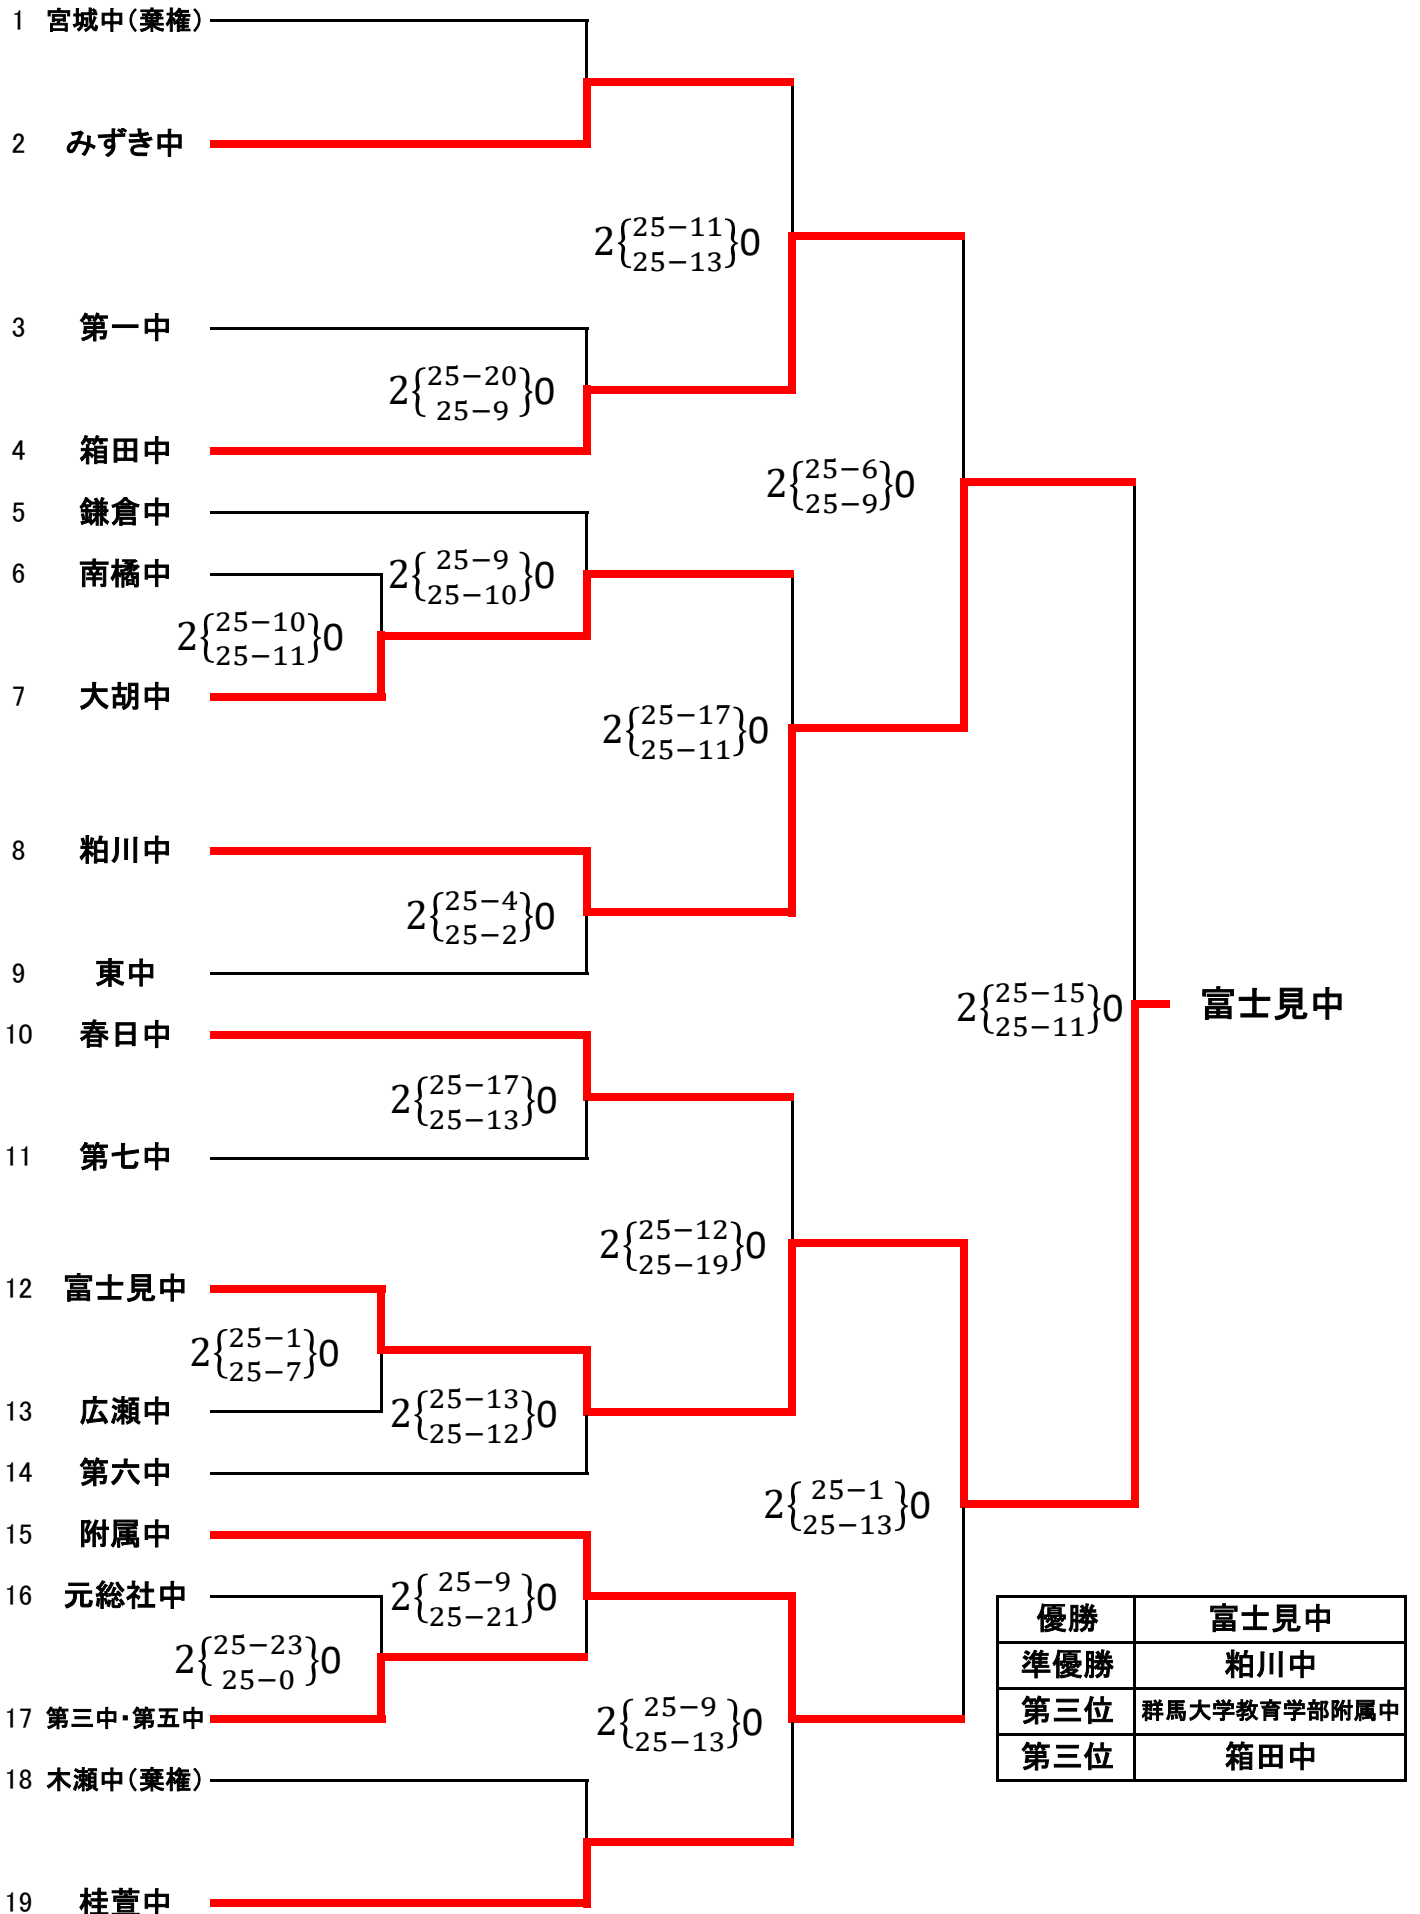 1 宮城中(棄権)
2 みずき中
2{25-11 25-13}0
3 第一中
2{25-20 25-9}0
4 箱田中
2{25-6 25-9}0
5 鎌倉中
6 南橘中
2{25-9 25-10}0
2{25-10 25-11}0
7 大胡中
2{25-17 25-11}0
8 粕川中
2{25-4 25-2}0
9 東中
2{25-15 25-11}0 富士見中
10 春日中
2{25-17 25-13}0
11 第七中
2{25-12 25-19}0
12 富士見中
2{25-1 25-7}0
13 広瀬中
2{25-13 25-12}0
14 第六中
2{25-1 25-13}0
15 附属中
16 元総社中
2{25-9 25-21}0
2{25-23 25-0}0
17 第三中・第五中
2{25-9 25-13}0
18 木瀬中(棄権)
19 桂萱中
優勝 富士見中
準優勝 粕川中
第三位 群馬大学教育学部附属中
第三位 箱田中